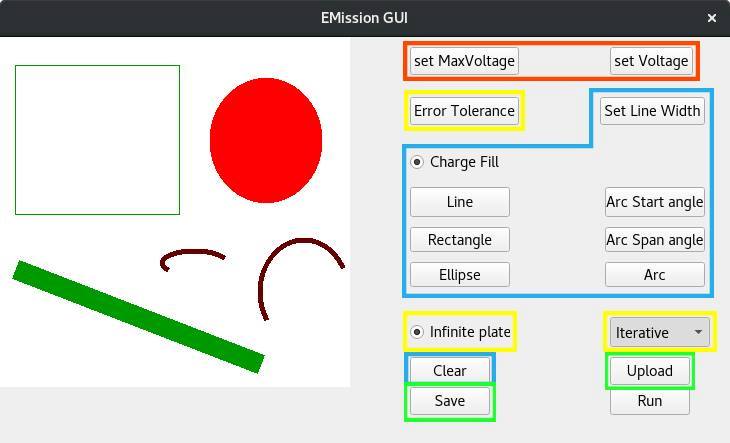 EMission GUI
set MaxVoltage set Voltage
Error Tolerance Set Line Width
Charge Fill
Line Arc Start angle
Rectangle Arc Span angle
Ellipse Arc
Infinite plate Iterative
Clear Upload
Save Run